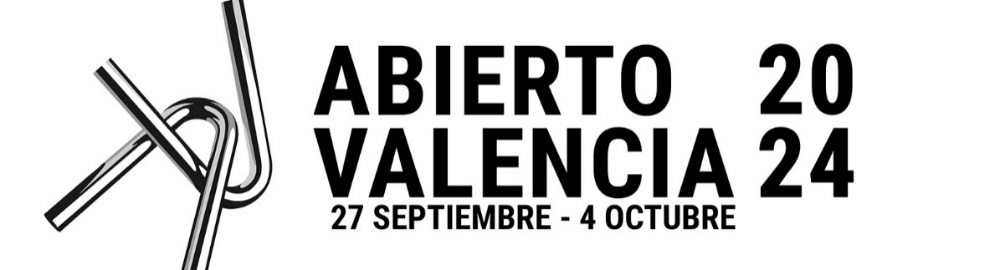 ABIERTO 20
VALENCIA 24
27 SEPTIEMBRE - 4 OCTUBRE